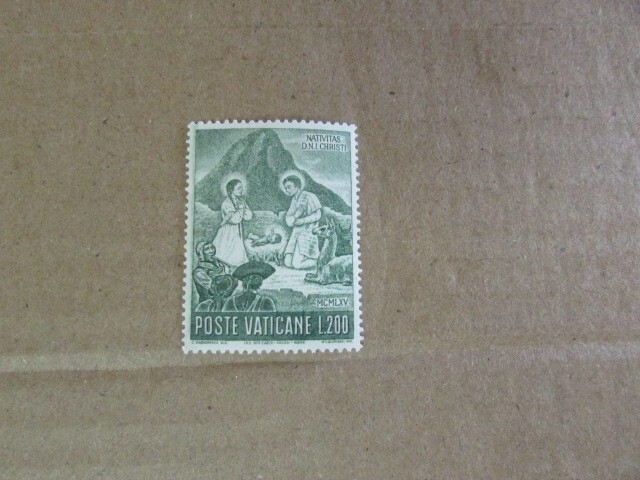 NATIVITAS
D.N.I. CHRISTI
MCMLXV
POSTE VATICANE L.200